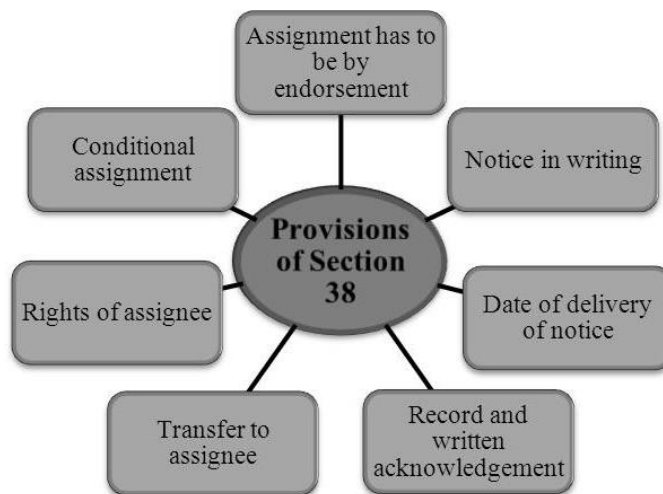 Assignment has to
be by
endorsement
Conditional
assignment
Notice in writing
Provisions
of Section
38
Rights of assignee
Date of delivery
of notice
Transfer to
assignee
Record and
written
acknowledgement